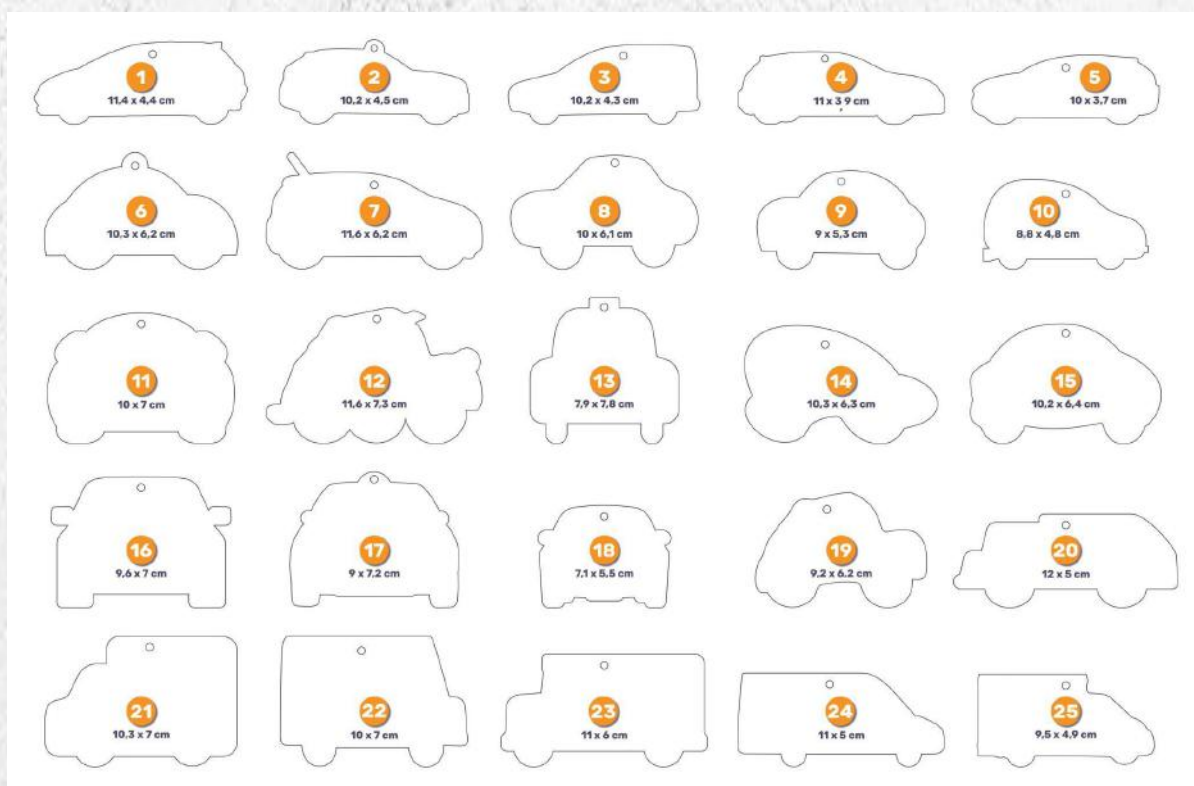 1
11,4 x 4,4 cm
2
10,2 x 4,5 cm
3
10,2 x 4,3 cm
4
11 x 3 9 cm
5
10 x 3,7 cm
6
10,3 x 6,2 cm
7
11,6 x 6,2 cm
8
10 x 6,1 cm
9
9 x 5,3 cm
10
8,8 x 4,8 cm
11
10 x 7 cm
12
11,6 x 7,3 cm
13
7,9 x 7,8 cm
14
10,3 x 6,3 cm
15
10,2 x 6,4 cm
16
9,6 x 7 cm
17
9 x 7,2 cm
18
7,1 x 5,5 cm
19
9,2 x 6,2 cm
20
12 x 5 cm
21
10,3 x 7 cm
22
10 x 7 cm
23
11 x 6 cm
24
11 x 5 cm
25
9,5 x 4,9 cm